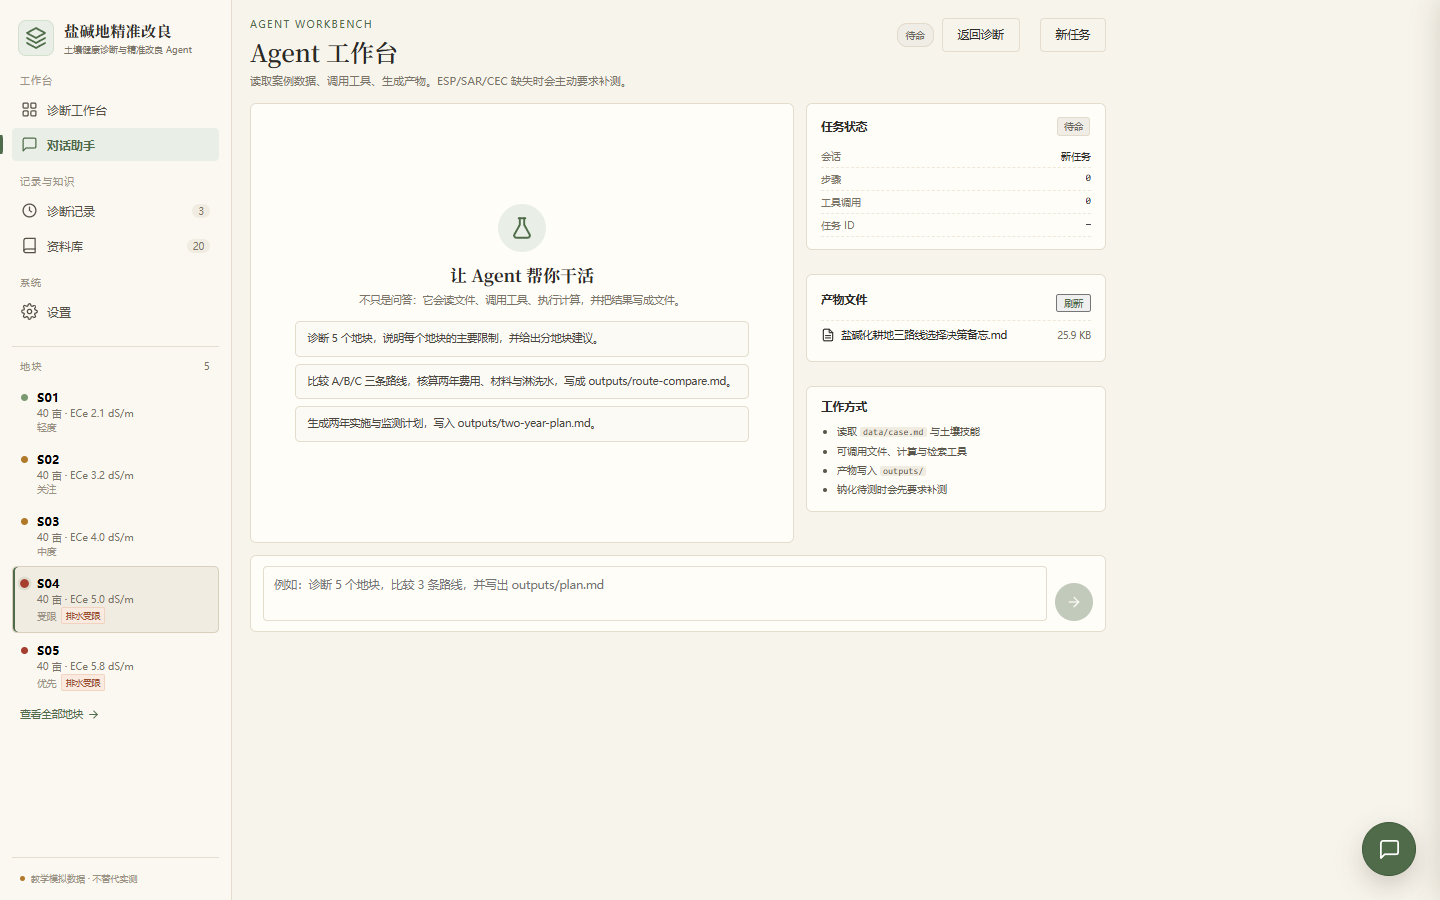 盐碱地精准改良
土壤健康诊断与精准改良 Agent
工作台
诊断工作台
对话助手
记录与知识
诊断记录 3
资料库 20
系统
设置
地块 5
S01
40 亩 · ECe 2.1 dS/m
轻度
S02
40 亩 · ECe 3.2 dS/m
关注
S03
40 亩 · ECe 4.0 dS/m
中度
S04
40 亩 · ECe 5.0 dS/m
受限 排水受限
S05
40 亩 · ECe 5.8 dS/m
优先 排水受限
查看全部地块 →
教学模拟数据 · 不替代实测
AGENT WORKBENCH
Agent 工作台
读取案例数据、调用工具、生成产物。ESP/SAR/CEC 缺失时会主动要求补测。
待命 返回诊断 新任务
让 Agent 帮你干活
不只是问答：它会读文件、调用工具、执行计算，并把结果写成文件。
诊断 5 个地块，说明每个地块的主要限制，并给出分地块建议。
比较 A/B/C 三条路线，核算两年费用、材料与淋洗水，写成 outputs/route-compare.md。
生成两年实施与监测计划，写入 outputs/two-year-plan.md。
任务状态 待命
会话 新任务
步骤 0
工具调用 0
任务 ID –
产物文件 刷新
盐碱化耕地三路线选择决策备忘.md 25.9 KB
工作方式
读取 data/case.md 与土壤技能
可调用文件、计算与检索工具
产物写入 outputs/
钠化待测时会先要求补测
例如：诊断 5 个地块，比较 3 条路线，并写出 outputs/plan.md